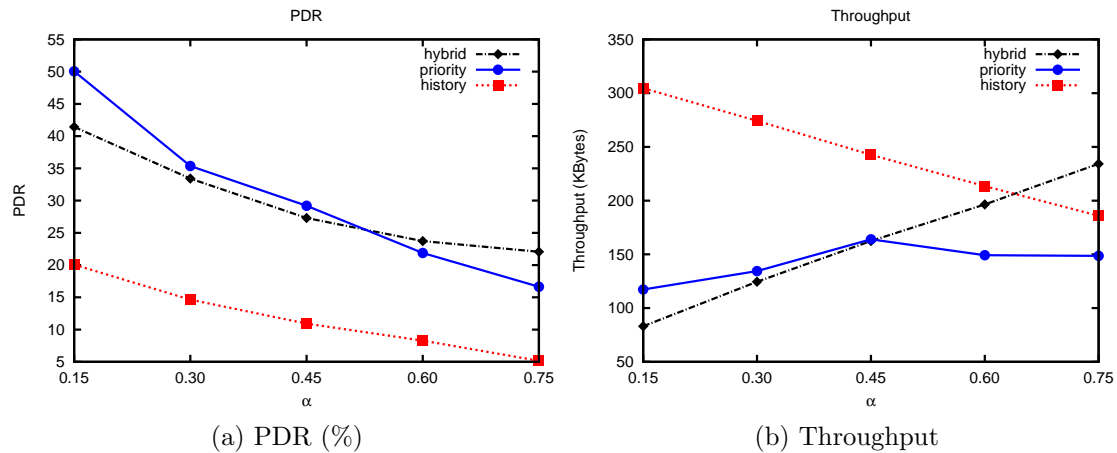 PDR
55
50
45
40
35
30
25
20
15
10
5
PDR
hybrid
priority
history
0.15 0.30 0.45 0.60 0.75
α
(a) PDR (%)
Throughput
350
300
250
200
150
100
50
Throughput (KBytes)
hybrid
priority
history
0.15 0.30 0.45 0.60 0.75
α
(b) Throughput